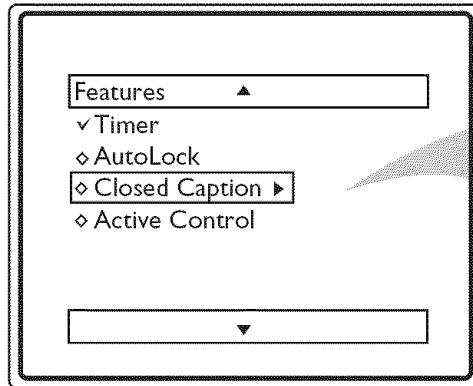 Features ▲
✓ Timer
◇ AutoLock
◇ Closed Caption ▶
◇ Active Control
▼